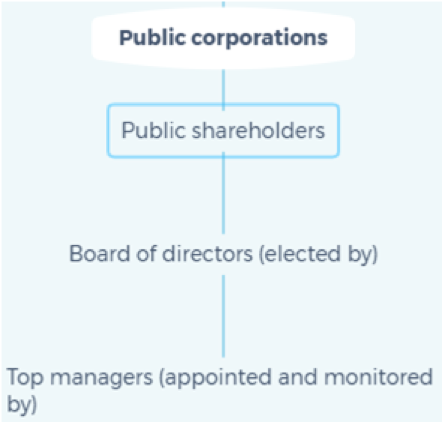 Public corporations
Public shareholders
Board of directors (elected by)
Top managers (appointed and monitored
by)